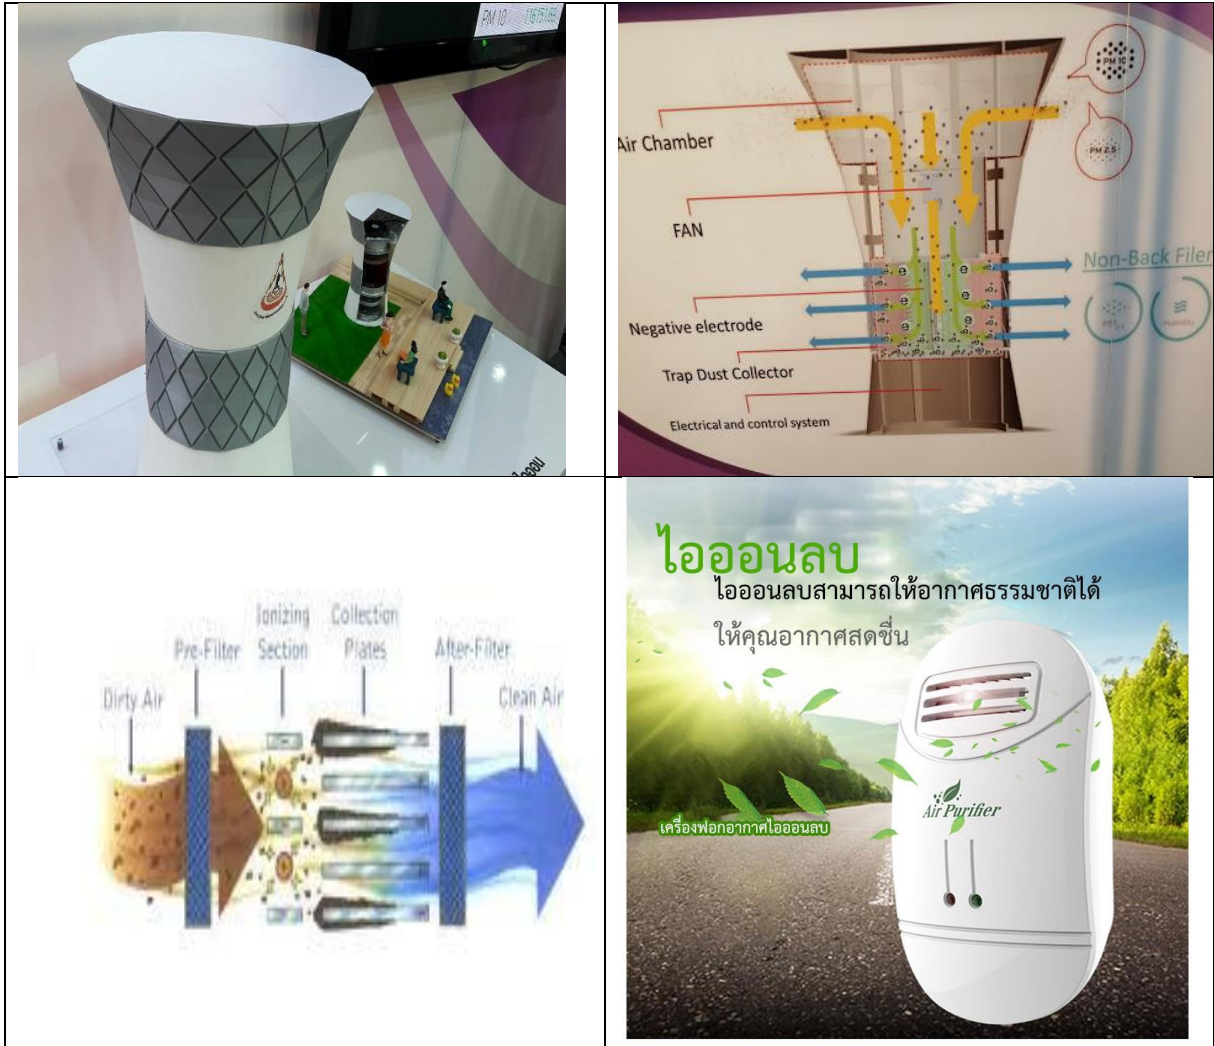 PM 10
PM 10
Air Chamber
PM 2.5
FAN
Non-Back Filer
Negative electrode
Humidity
Trap Dust Collector
Electrical and control system
Ionizing Section
Collection Plates
Pre-Filter
After-Filter
Dirty Air
Clean Air
ไอออนลบ
ไอออนลบสามารถให้อากาศธรรมชาติได้
ให้คุณอากาศสดชื่น
Air Purifier
เครื่องฟอกอากาศไอออนลบ